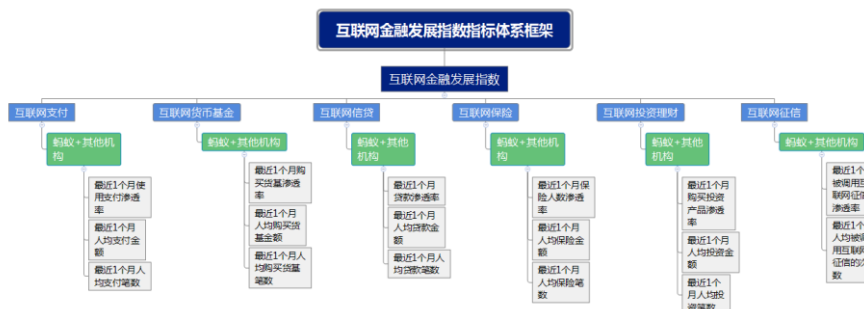 互联网金融发展指数指标体系框架
互联网金融发展指数
互联网支付
互联网货币基金
互联网信贷
互联网保险
互联网投资理财
互联网征信
蚂蚁+其他机
构
最近1个月使
用支付渗透
率
最近1个月
人均支付金
额
最近1个月人
均支付笔数
蚂蚁+其他机构
最近1个月购
买货基渗透
率
最近1个月
人均购买货
基金额
最近1个月人
均购买货基
笔数
蚂蚁+其他
机构
最近1个月
贷款渗透率
最近1个月
人均贷款金
额
最近1个月人
均贷款笔数
蚂蚁+其他
机构
最近1个月保
险人数渗透
率
最近1个月
人均保险金
额
最近1个月
人均保险笔
数
蚂蚁+其他
机构
最近1个月
购买投资
产品渗透
率
最近1个月
人均投资金
额
最近1个
月人均投
资笔数
蚂蚁+其他机构
最近1个
被调用互
联网征信
渗透率
最近1个
人均被调
用互联网
征信的次
数